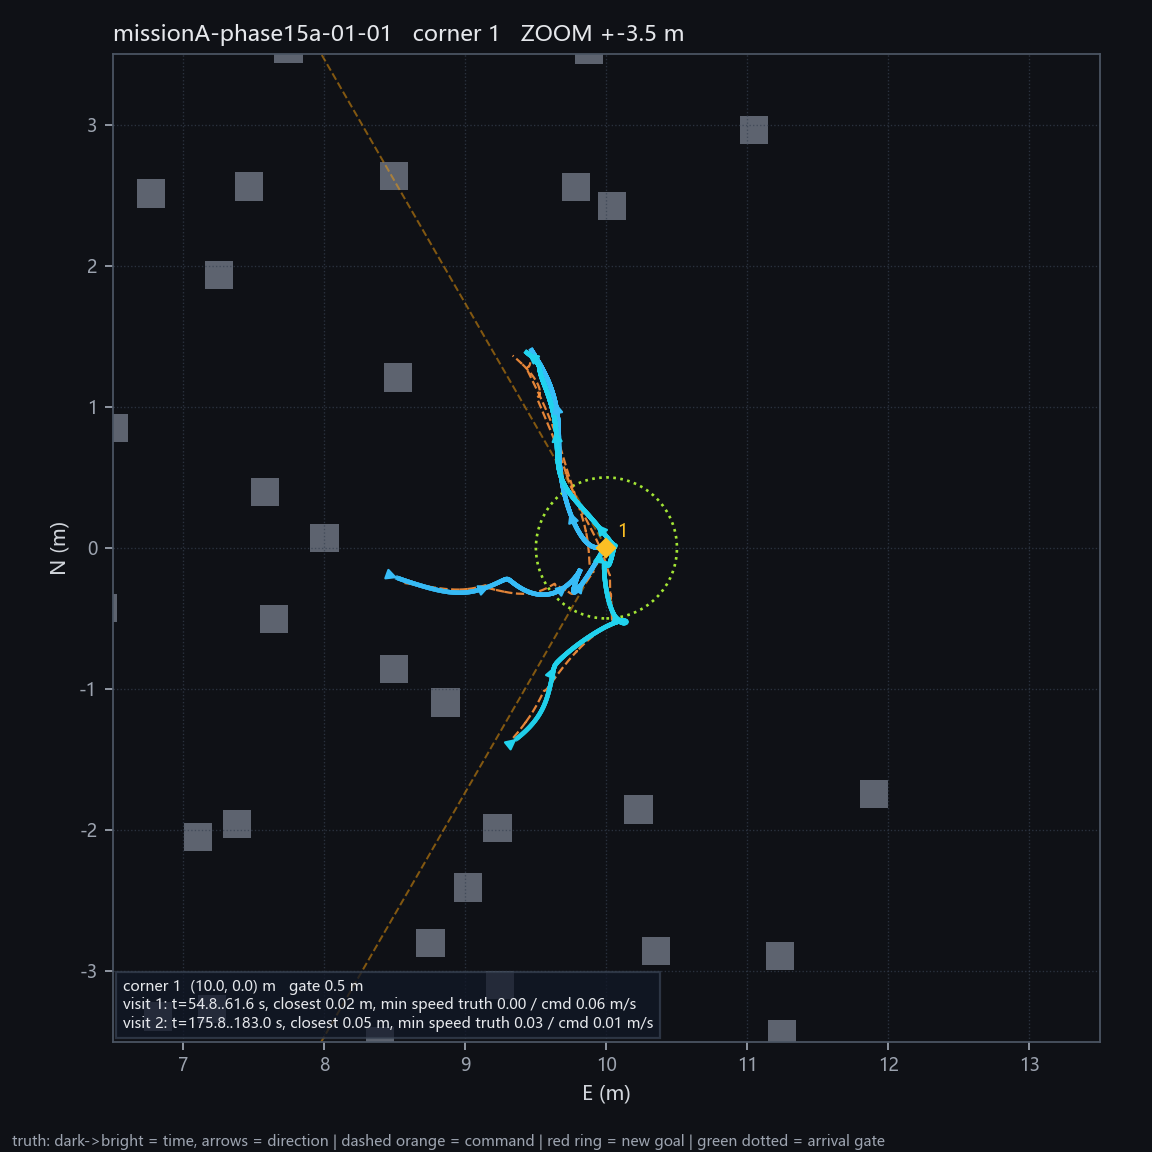 missionA-phase15a-01-01 corner 1 ZOOM +-3.5 m
3
2
1
0
-1
-2
-3
N (m)
1
corner 1 (10.0, 0.0) m gate 0.5 m
visit 1: t=54.8..61.6 s, closest 0.02 m, min speed truth 0.00 / cmd 0.06 m/s
visit 2: t=175.8..183.0 s, closest 0.05 m, min speed truth 0.03 / cmd 0.01 m/s
7 8 9 10 11 12 13
E (m)
truth: dark->bright = time, arrows = direction | dashed orange = command | red ring = new goal | green dotted = arrival gate